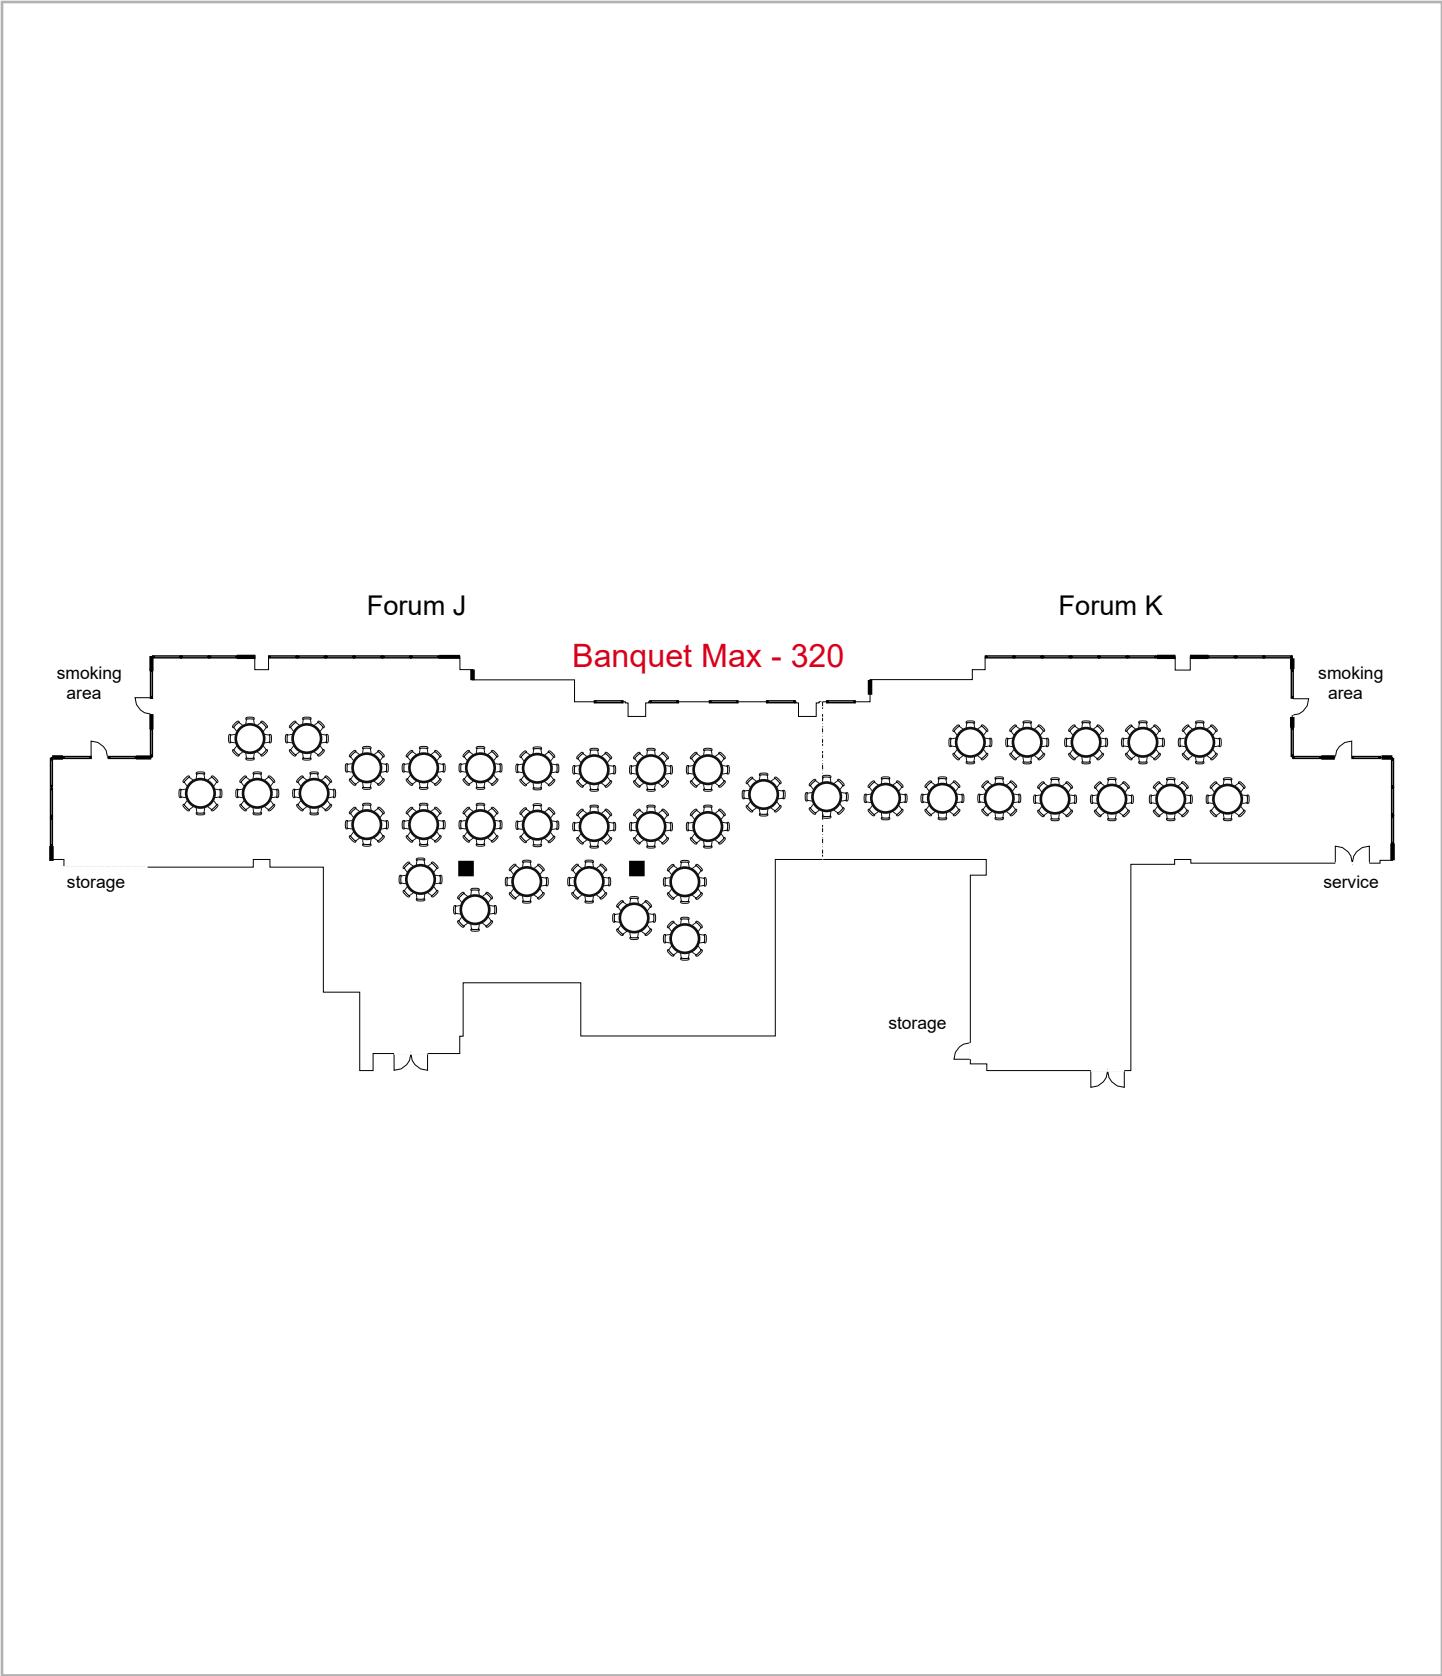 Forum J
Forum K
Banquet Max - 320
smoking
area
smoking
area
storage
service
storage